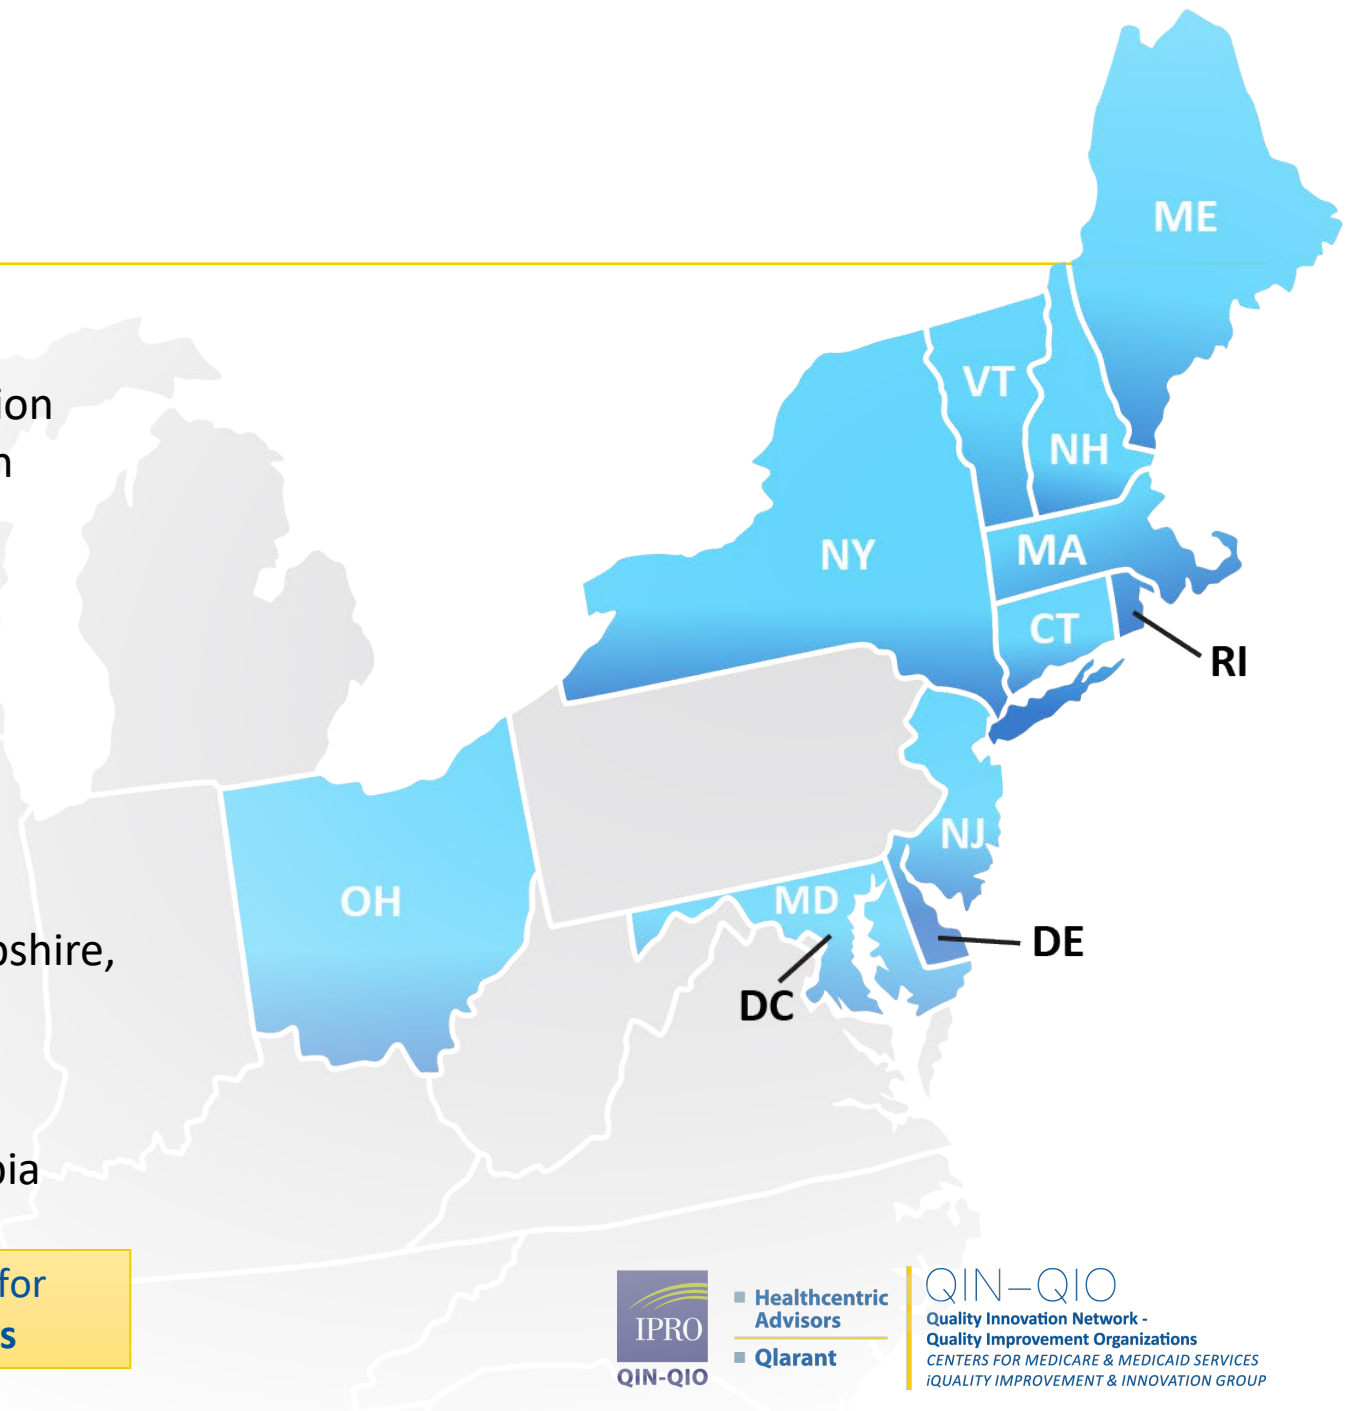 ME
ion
n
VT
NH
NY
MA
CT
RI
NJ
OH
MD
pshire,
DE
DC
bia
for
s
IPRO
QIN-QIO
Healthcentric
Advisors
Qlarant
QIN–QIO
Quality Innovation Network -
Quality Improvement Organizations
CENTERS FOR MEDICARE & MEDICAID SERVICES
iQUALITY IMPROVEMENT & INNOVATION GROUP